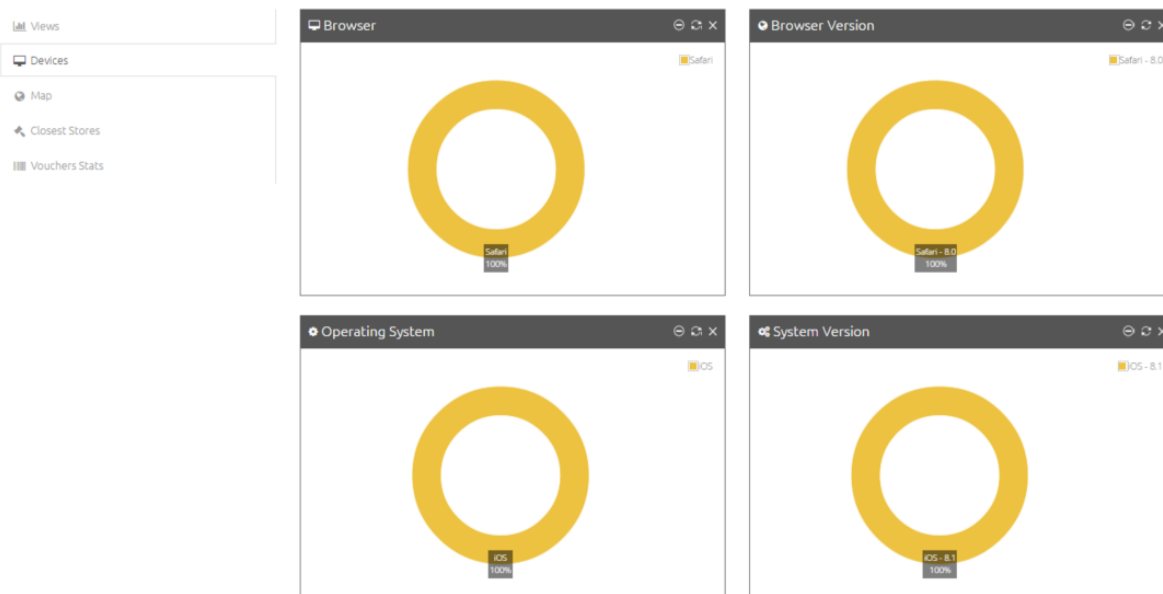 Views
Devices
Map
Closest Stores
Vouchers Stats
Browser
Safari
Safari
100%
Browser Version
Safari - 8.0
Safari - 8.0
100%
Operating System
iOS
iOS
100%
System Version
iOS - 8.1
iOS - 8.1
100%